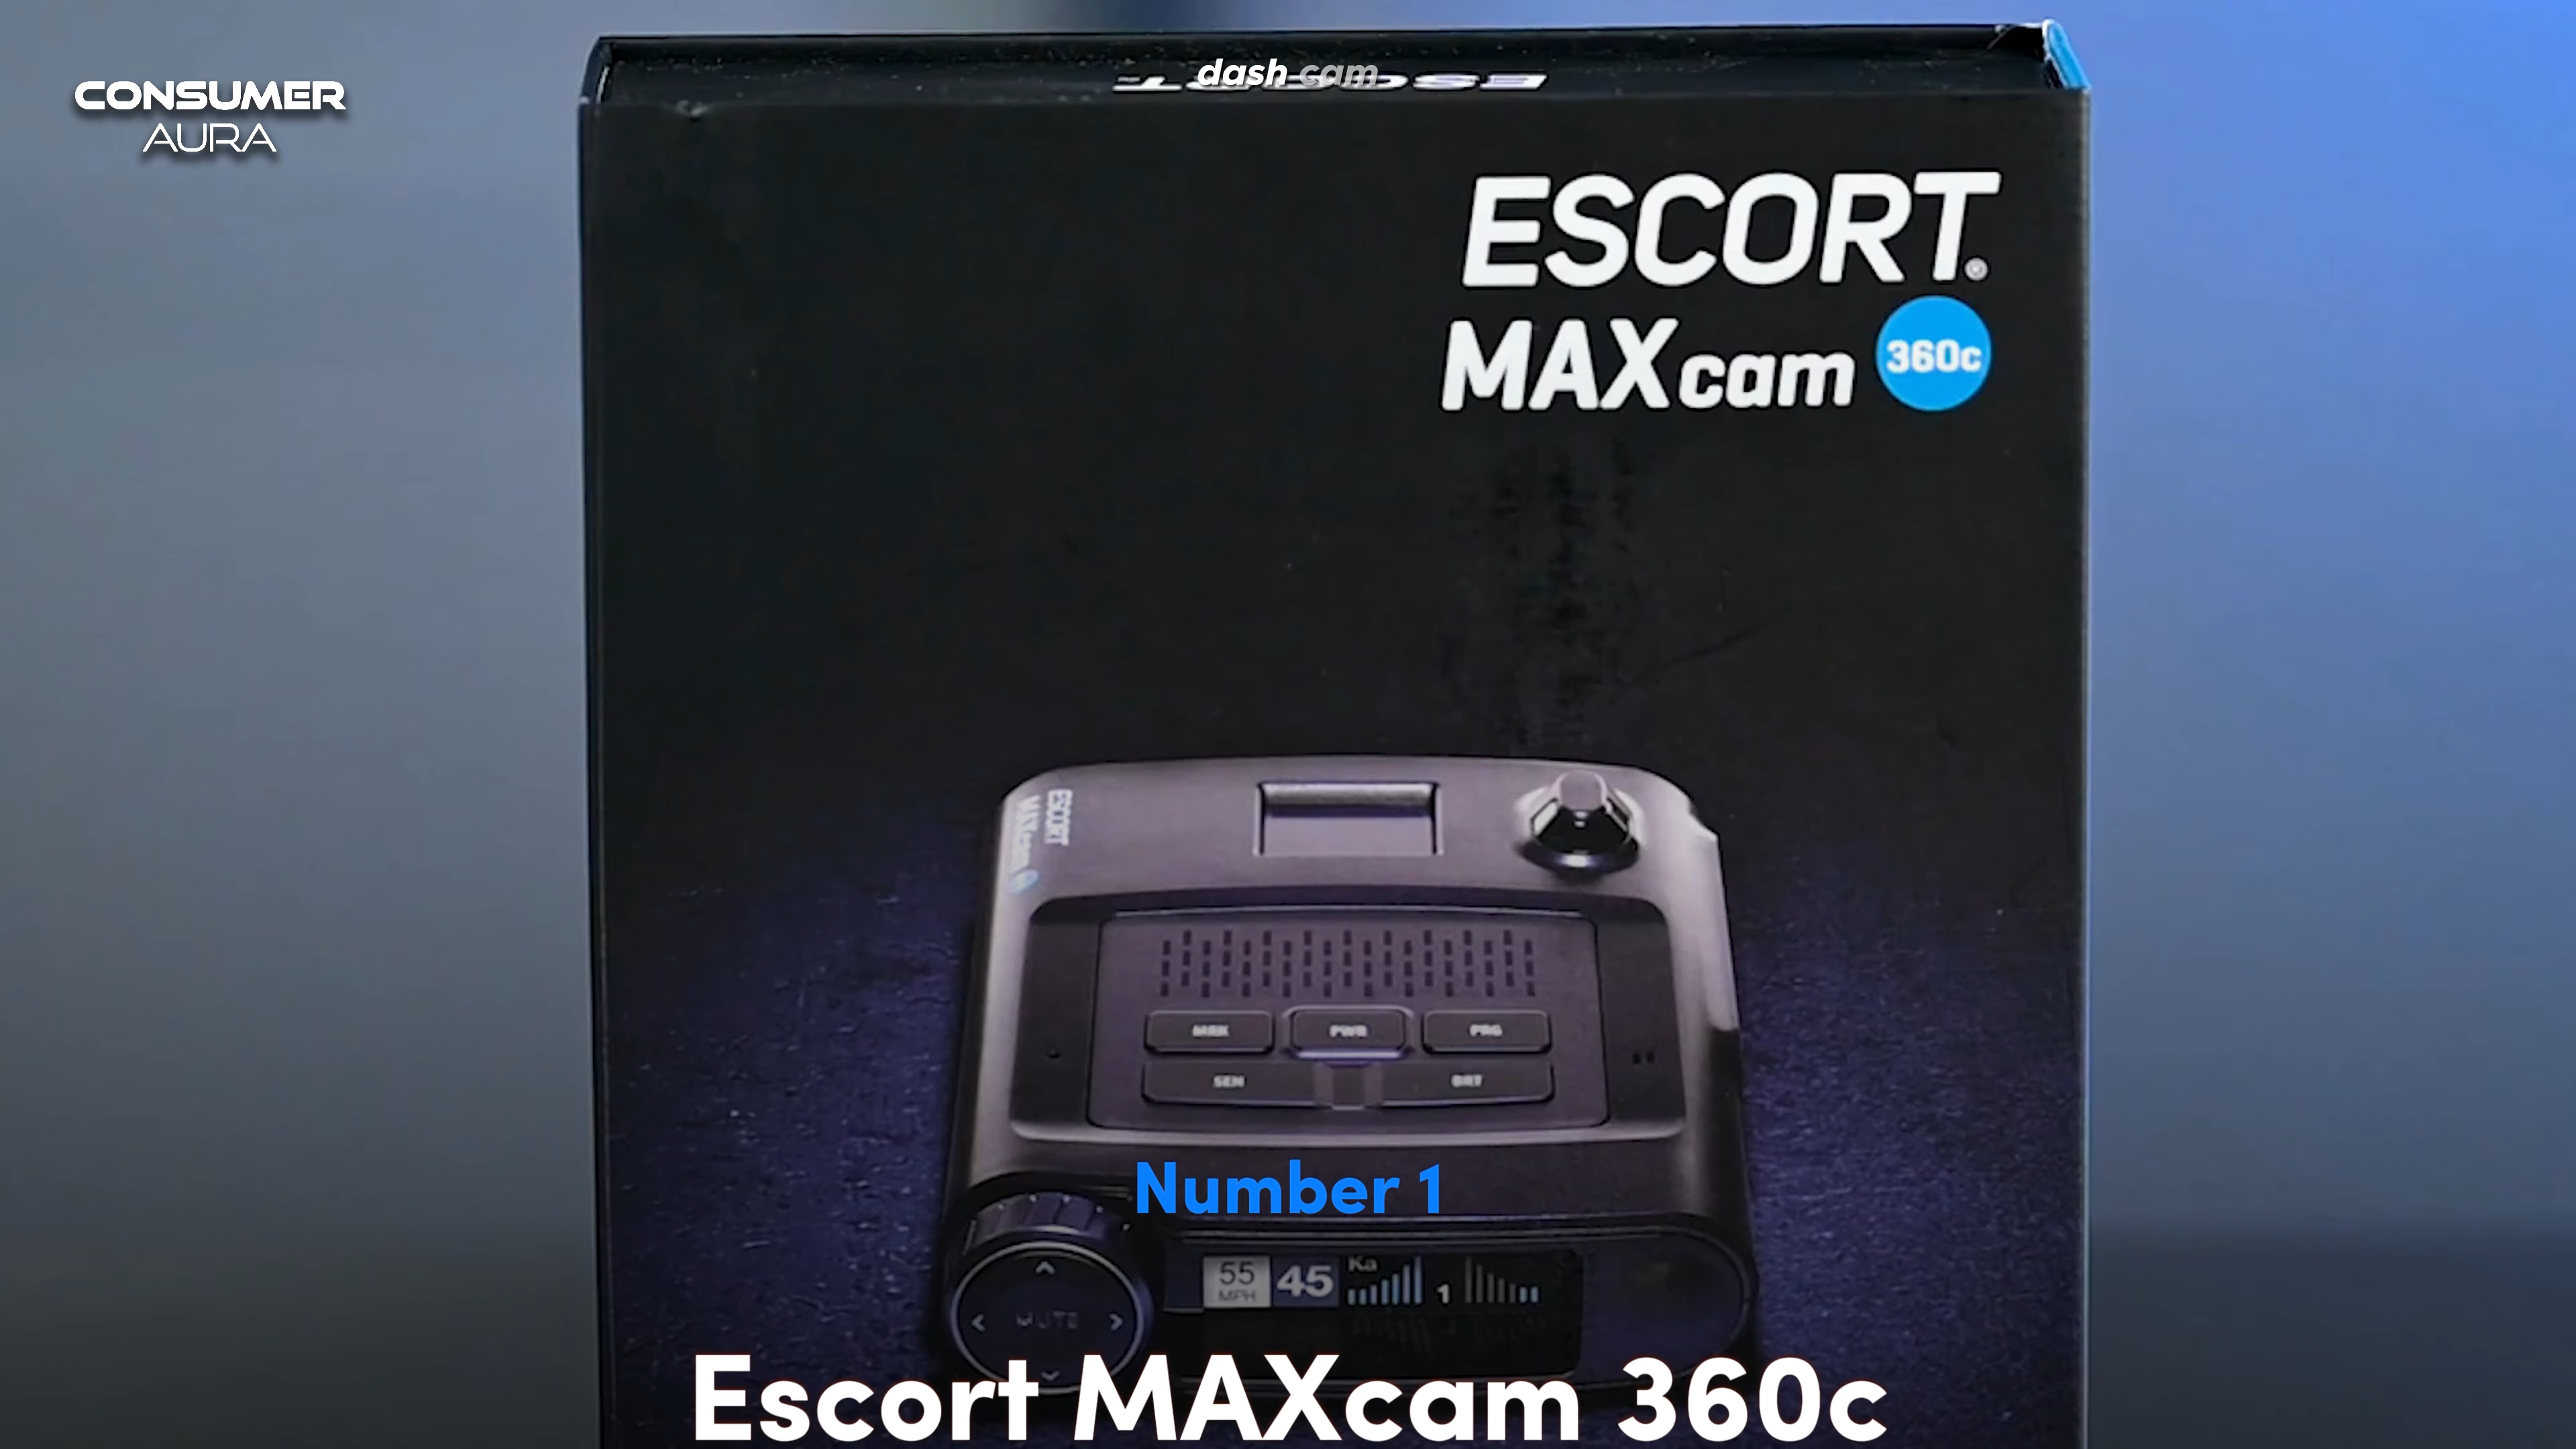 CONSUMER
AURA
dash cam
ESCORT
ESCORT®
MAXcam 360c
ESCORT
MAXcam
MRK PWR PRG
SEN BRT
Number 1
55 MPH 45 Ka 1
MUTE
Escort MAXcam 360c